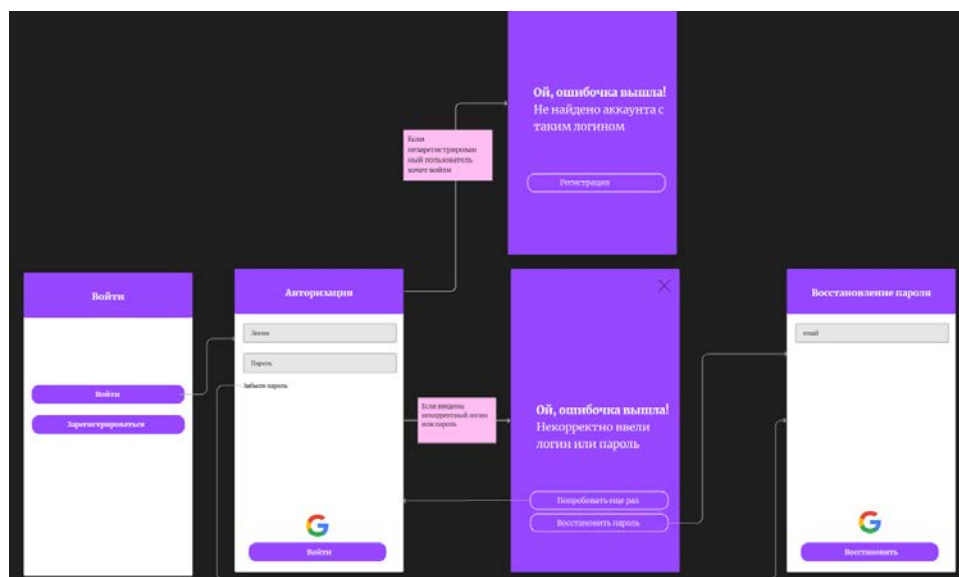 Ой, ошибочка вышла!
Не найдено аккаунта с
таким логином
Регистрация
Если
незарегистрирован
ный пользователь
хочет войти
Войти
Войти
Зарегистрироваться
Авторизация
Логин
Пароль
Забыли пароль
Войти
Если введены
некорректный логин
или пароль
Ой, ошибочка вышла!
Некорректно ввели
логин или пароль
Попробовать еще раз
Восстановить пароль
Восстановление пароля
email
Восстановить